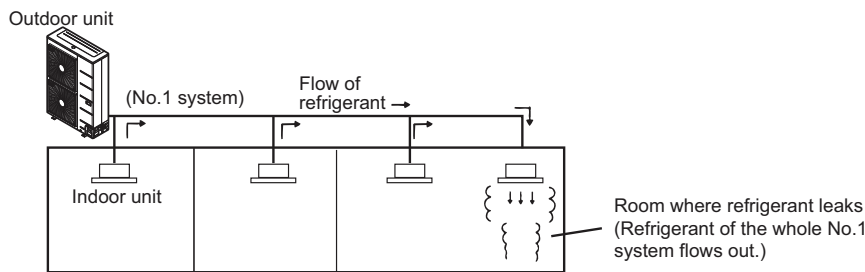 Outdoor unit
(No.1 system)
Flow of
refrigerant
Indoor unit
Room where refrigerant leaks
(Refrigerant of the whole No.1
system flows out.)